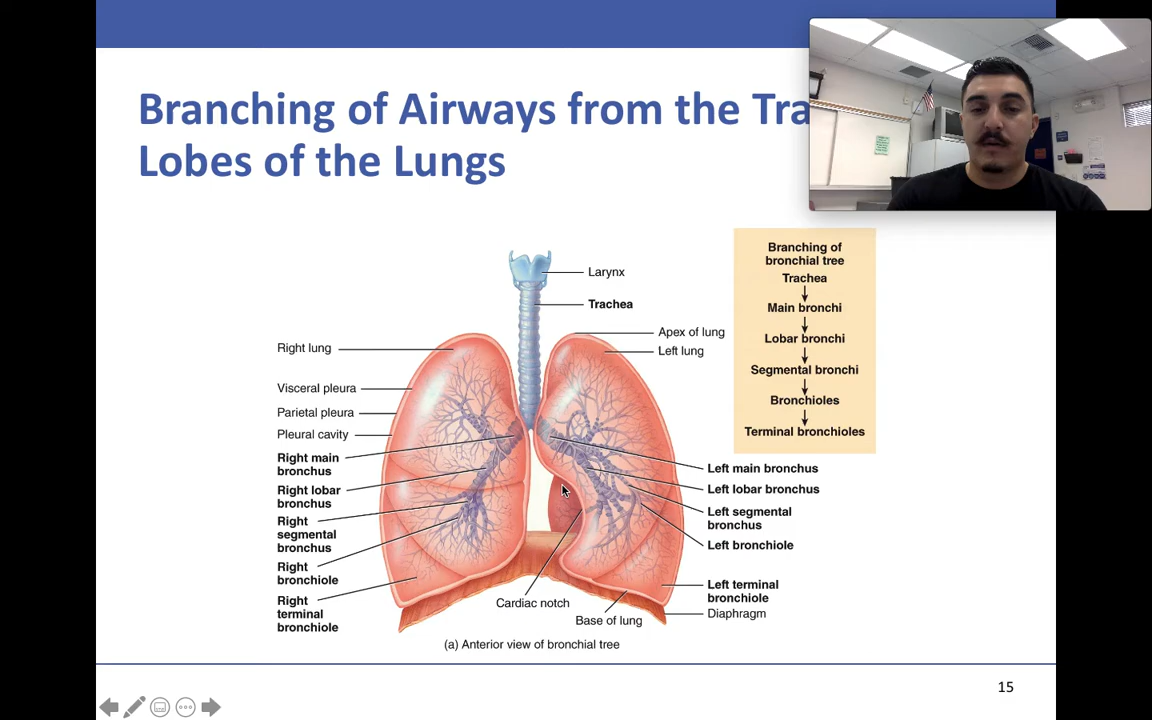 Branching of Airways from the
Lobes of the Lungs
Larynx
Trachea
Apex of lung
Left lung
Right lung
Visceral pleura
Parietal pleura
Pleural cavity
Right main
bronchus
Right lobar
bronchus
Right
segmental
bronchus
Right
bronchiole
Right
terminal
bronchiole
Left main bronchus
Left lobar bronchus
Left segmental
bronchus
Left bronchiole
Left terminal
bronchiole
Diaphragm
Cardiac notch
Base of lung
(a) Anterior view of bronchial tree
Branching of
bronchial tree
Trachea
Main bronchi
Lobar bronchi
Segmental bronchi
Bronchioles
Terminal bronchioles
15